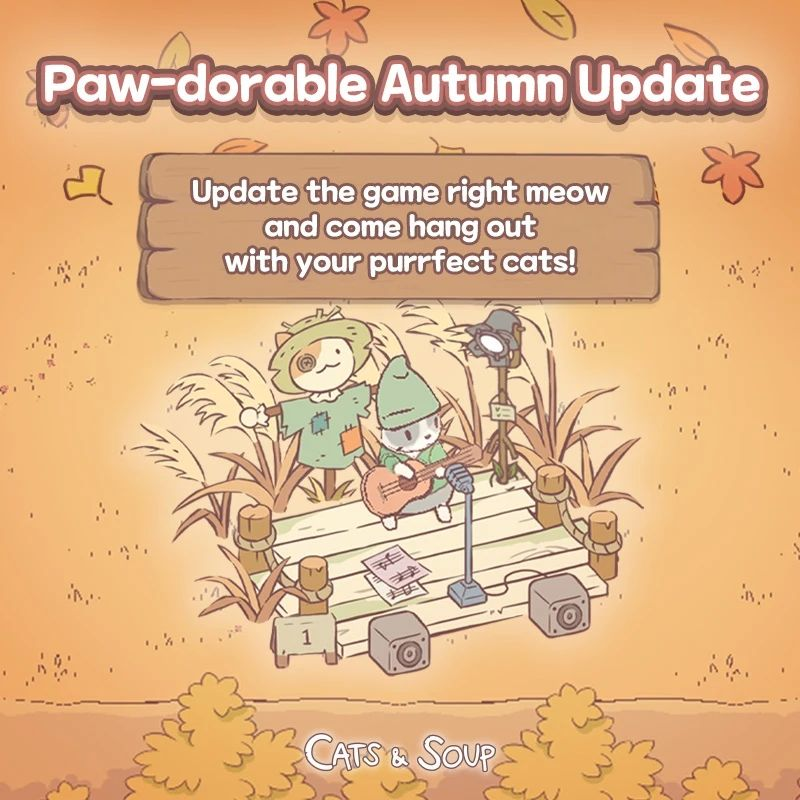 Paw-dorable Autumn Update
Update the game right meow
and come hang out
with your purrfect cats!
1
CATS & SOUP